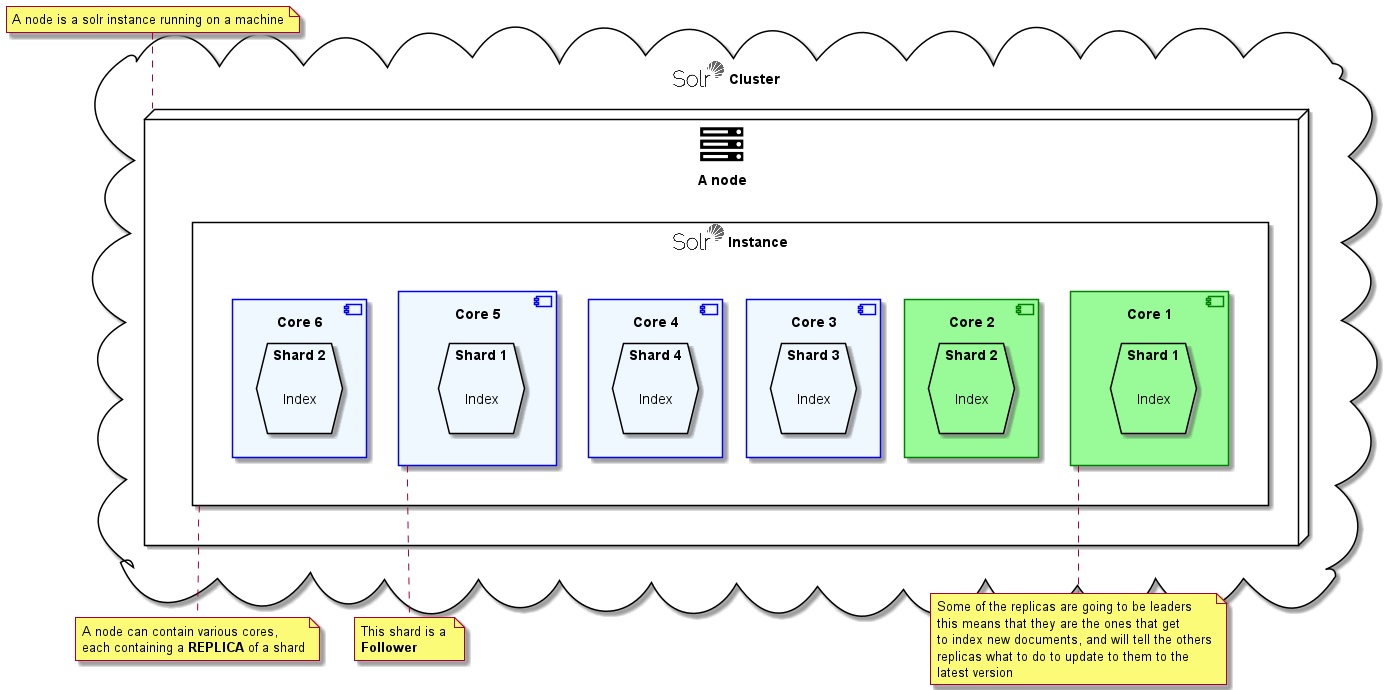 A node is a solr instance running on a machine
Solr Cluster
A node
Solr Instance
Core 6
Shard 2
Index
Core 5
Shard 1
Index
Core 4
Shard 4
Index
Core 3
Shard 3
Index
Core 2
Shard 2
Index
Core 1
Shard 1
Index
A node can contain various cores,
each containing a REPLICA of a shard
This shard is a
Follower
Some of the replicas are going to be leaders
this means that they are the ones that get
to index new documents, and will tell the others
replicas what to do to update to them to the
latest version